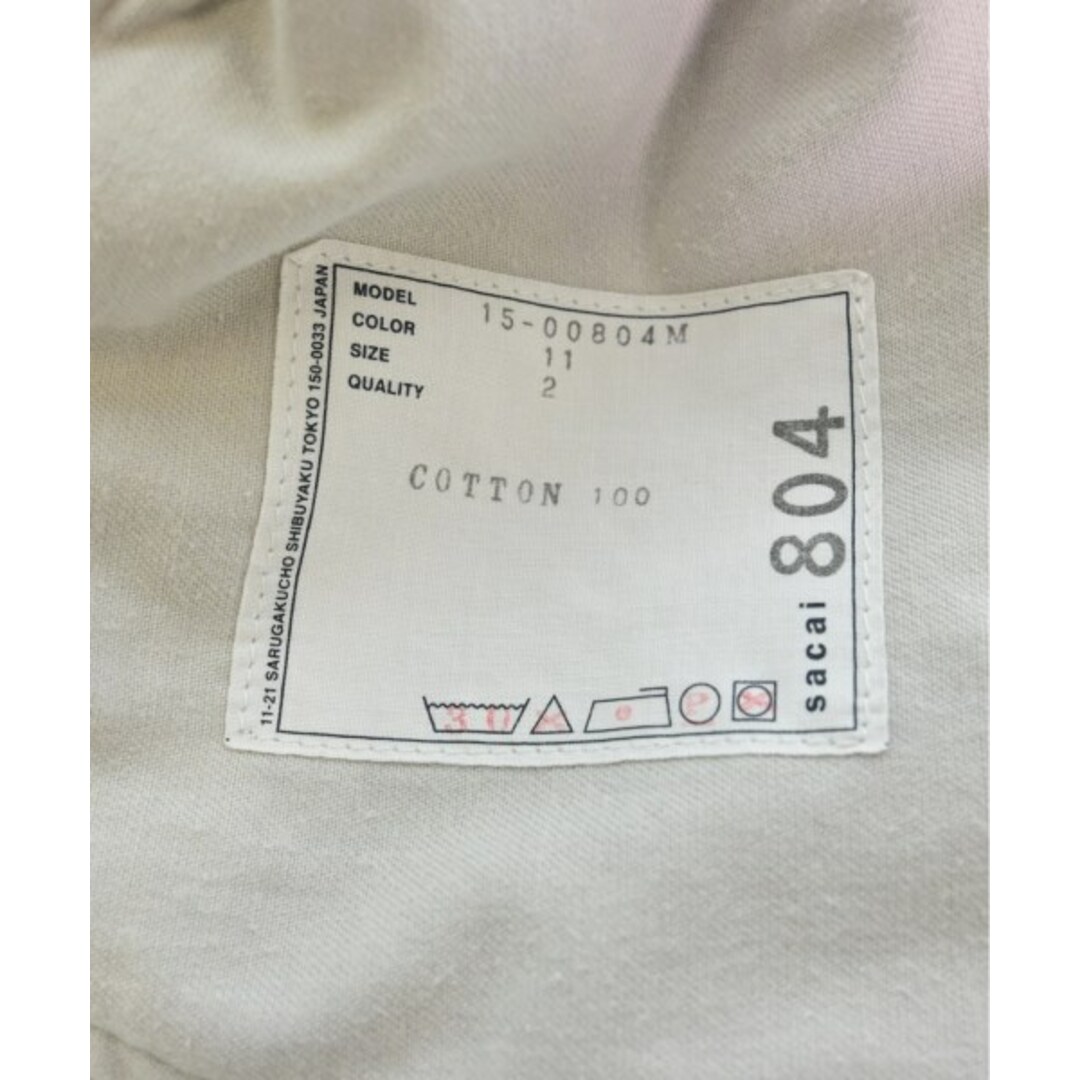 MODEL 15-00804M
COLOR 11
SIZE 2
QUALITY
COTTON 100
30
P
sacai 804
11-21 SARUGAKUCHO SHIBUYAKU TOKYO 150-0033 JAPAN